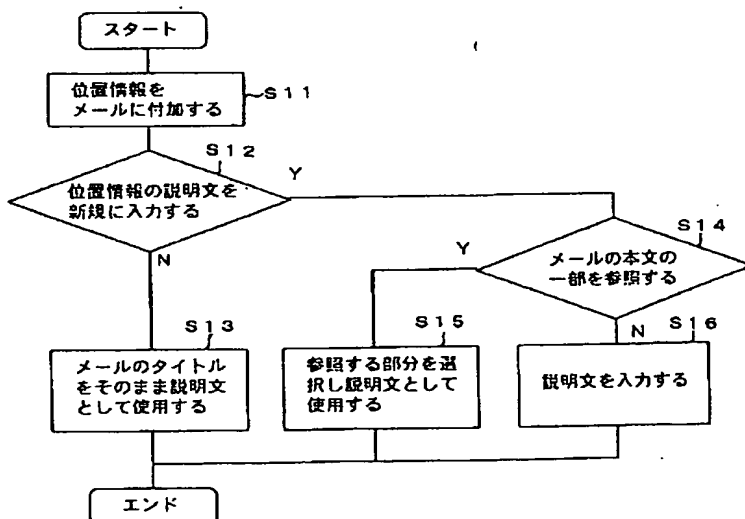 スタート
位置情報を
メールに付加する
S11
S12
位置情報の説明文を
新規に入力する
Y
N
S14
メールの本文の
一部を参照する
Y
N
S13
メールのタイトル
をそのまま説明文
として使用する
S15
参照する部分を選
択し説明文として
使用する
S16
説明文を入力する
エンド